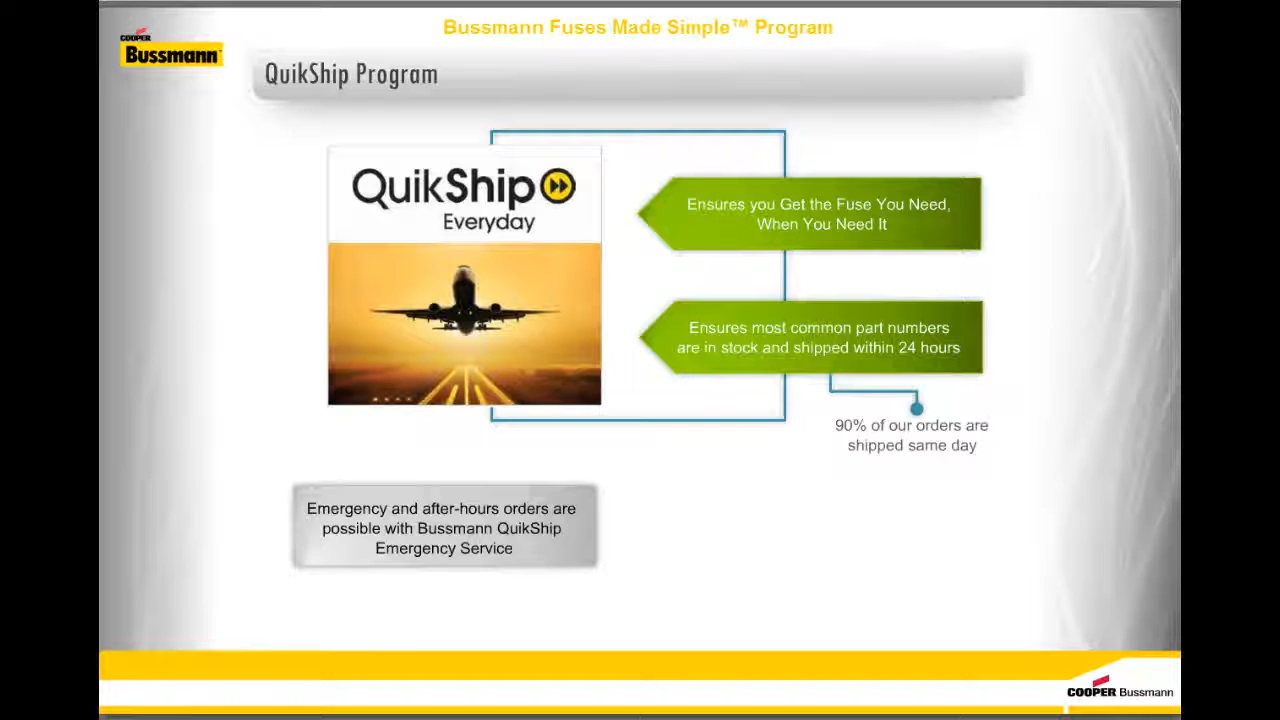 Bussmann Fuses Made Simple™ Program
COOPER
Bussmann
QuikShip Program
QuikShip
Everyday
Ensures you Get the Fuse You Need,
When You Need It
Ensures most common part numbers
are in stock and shipped within 24 hours
90% of our orders are
shipped same day
Emergency and after-hours orders are
possible with Bussmann QuikShip
Emergency Service
COOPER Bussmann